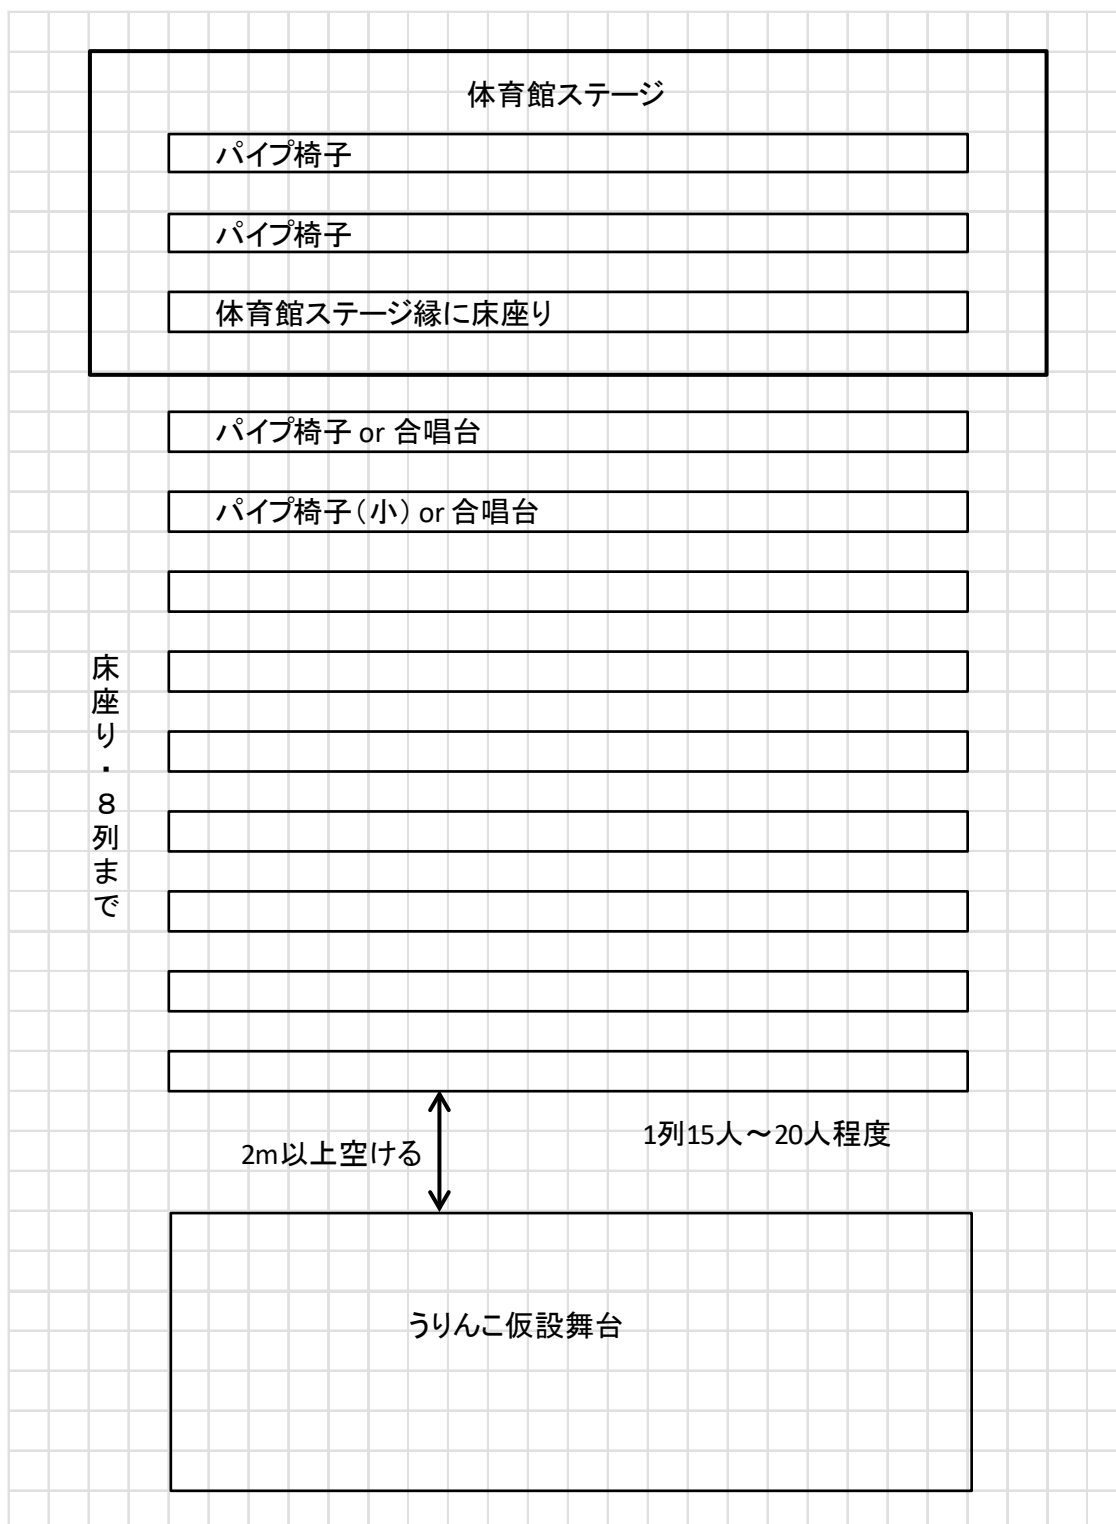 体育館ステージ
パイプ椅子
パイプ椅子
体育館ステージ縁に床座り
パイプ椅子 or 合唱台
パイプ椅子（小） or 合唱台
床座り・８列まで
1列15人～20人程度
2m以上空ける
うりんこ仮設舞台